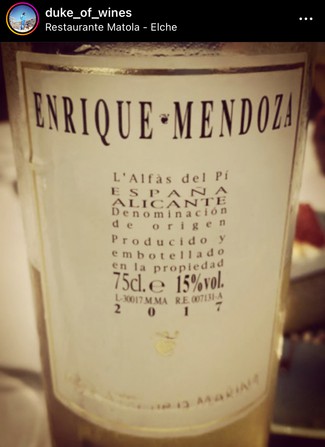 duke_of_wines
Restaurante Matola - Elche
ENRIQUE MENDOZA
L'Alfàs del Pí
ESPAÑA
ALICANTE
Denominación
de origen
Producido y
embotellado
en la propiedad
75cl.e 15%vol.
L-30017.M.MA R.E. 007131-A
2 0 1 7